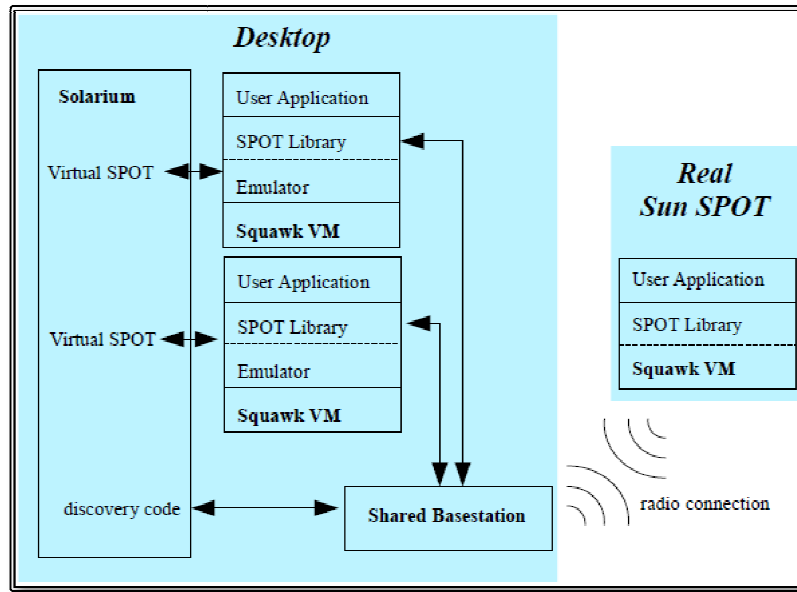 Desktop
Solarium
Virtual SPOT
Virtual SPOT
discovery code
User Application
SPOT Library
Emulator
Squawk VM
User Application
SPOT Library
Emulator
Squawk VM
Shared Basestation
Real
Sun SPOT
User Application
SPOT Library
Squawk VM
radio connection